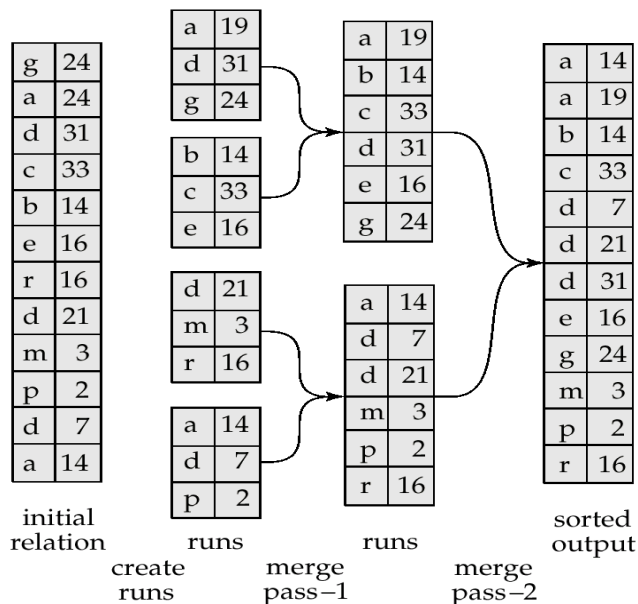 g 24
a 24
d 31
c 33
b 14
e 16
r 16
d 21
m 3
p 2
d 7
a 14
initial
relation
create
runs
a 19
d 31
g 24
b 14
c 33
e 16
d 21
m 3
r 16
a 14
d 7
p 2
runs
merge
pass–1
a 19
b 14
c 33
d 31
e 16
g 24
a 14
d 7
d 21
m 3
p 2
r 16
runs
merge
pass–2
a 14
a 19
b 14
c 33
d 7
d 21
d 31
e 16
g 24
m 3
p 2
r 16
sorted
output